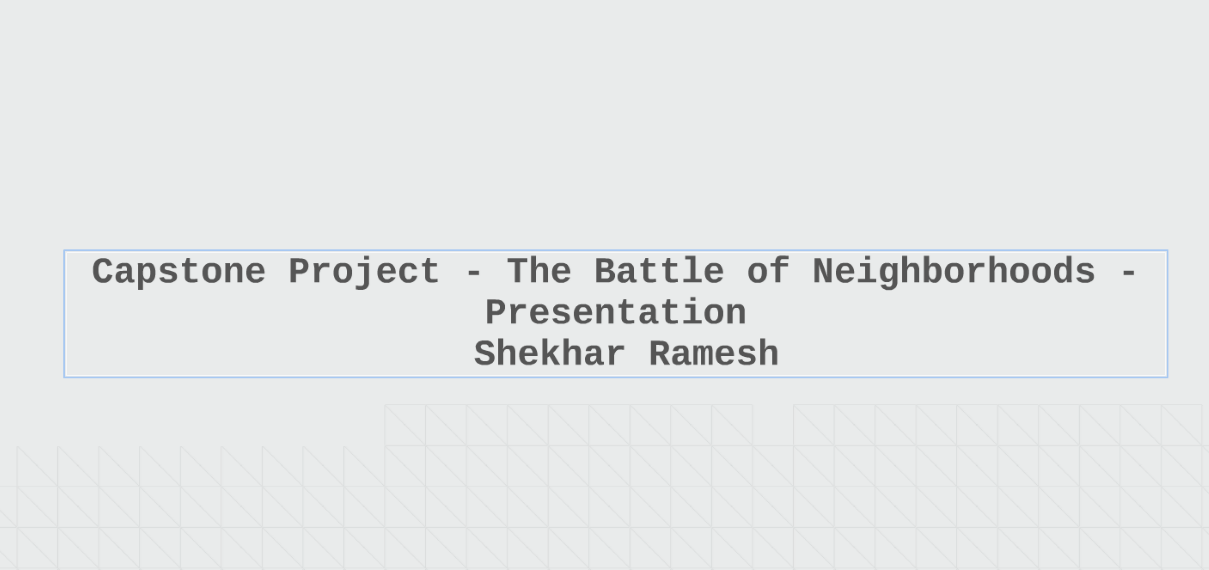 Capstone Project - The Battle of Neighborhoods -
Presentation
Shekhar Ramesh